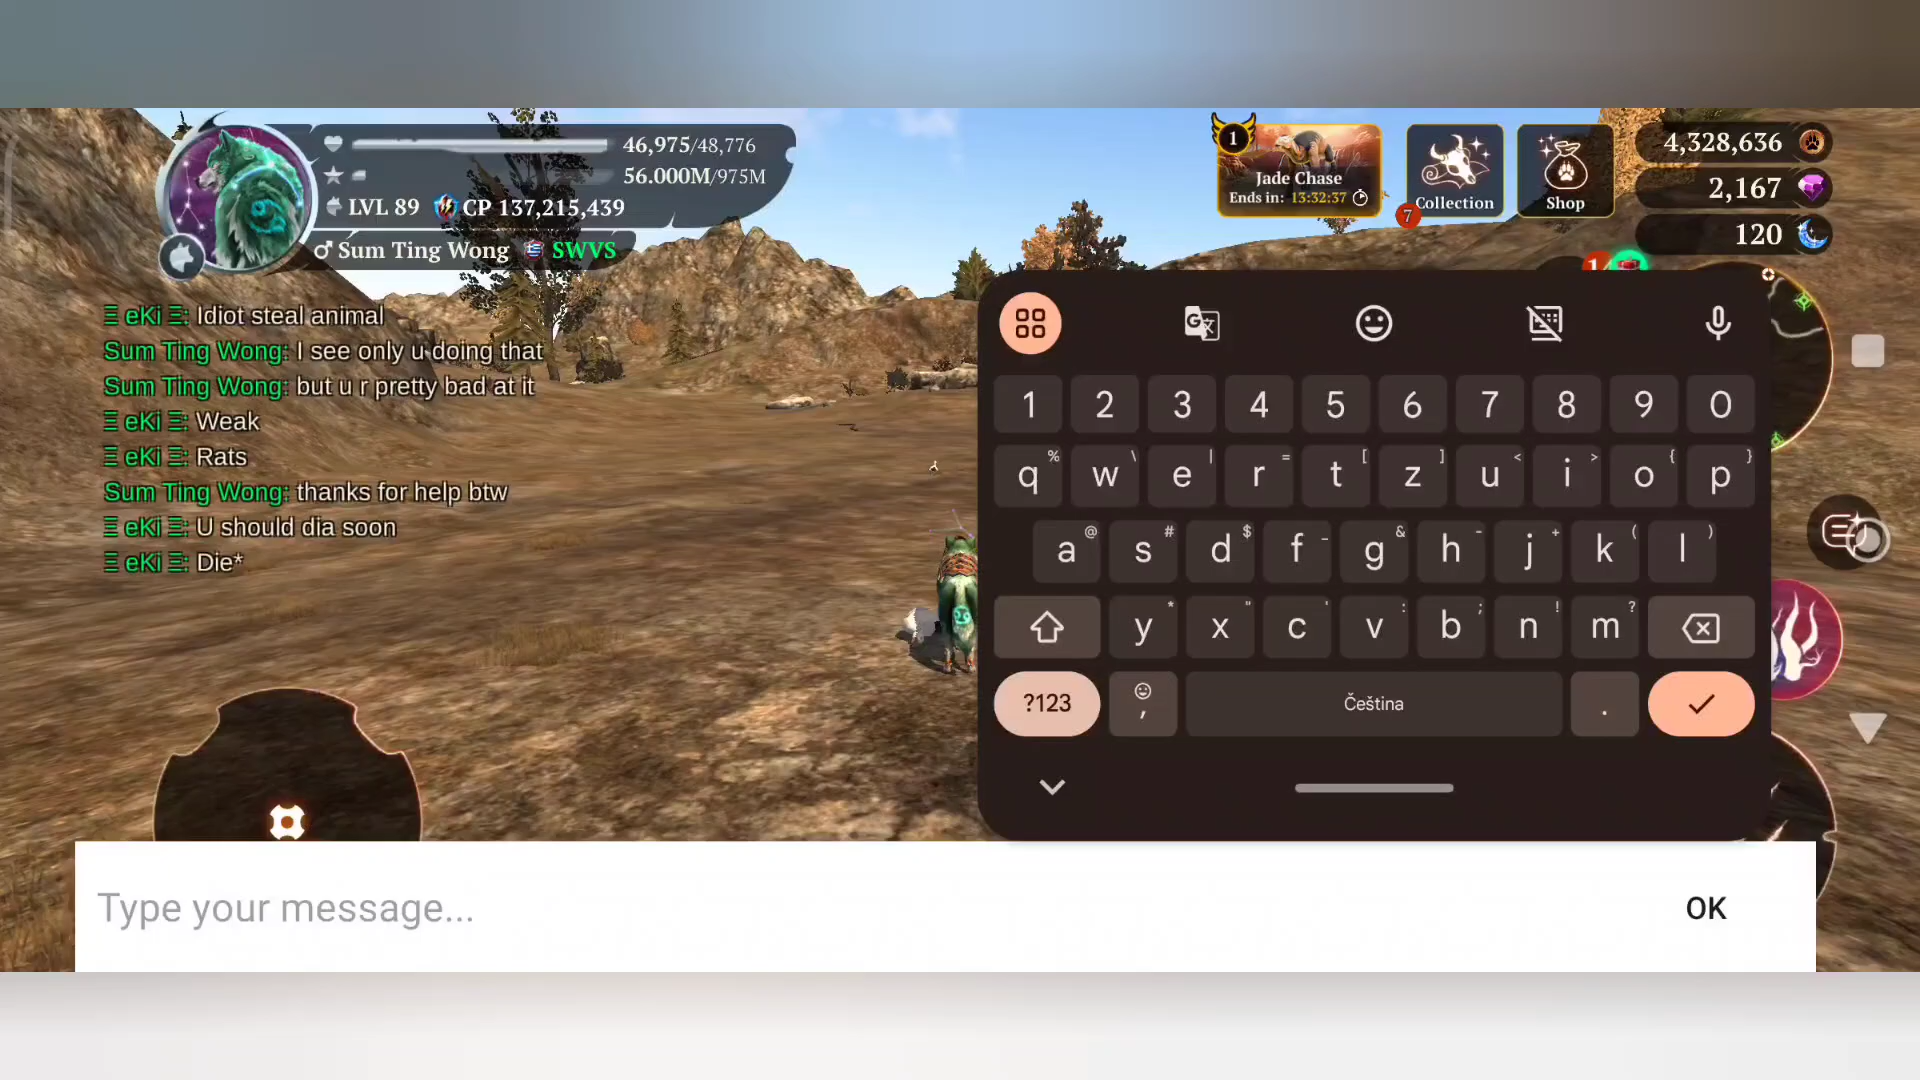 46,975/48,776
56.000M/975M
LVL 89 CP 137,215,439
♂ Sum Ting Wong SWVS
1
Jade Chase
Ends in: 13:32:37
7
Collection
Shop
4,328,636
2,167
120
Ξ eKi Ξ: Idiot steal animal
Sum Ting Wong: I see only u doing that
Sum Ting Wong: but u r pretty bad at it
Ξ eKi Ξ: Weak
Ξ eKi Ξ: Rats
Sum Ting Wong: thanks for help btw
Ξ eKi Ξ: U should dia soon
Ξ eKi Ξ: Die*
1 2 3 4 5 6 7 8 9 0
q % w \ e | r = t [ z ] u < i > o { p }
a @ s # d $ f _ g & h - j + k ( l )
y * x " c ' v : b ; n ! m ?
?123 , Čeština .
Type your message...
OK